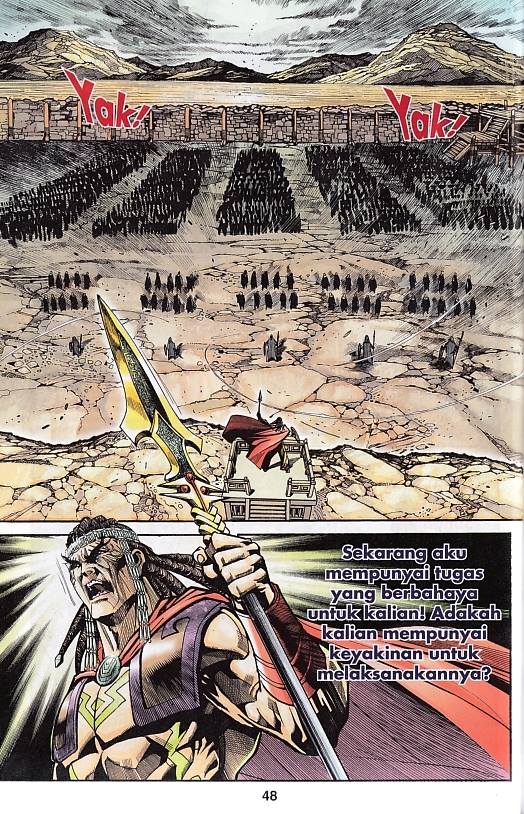 Yak!
Yak!
Sekarang aku
mempunyai tugas
yang berbahaya
untuk kalian! Adakah
kalian mempunyai
keyakinan untuk
melaksanakannya?
48